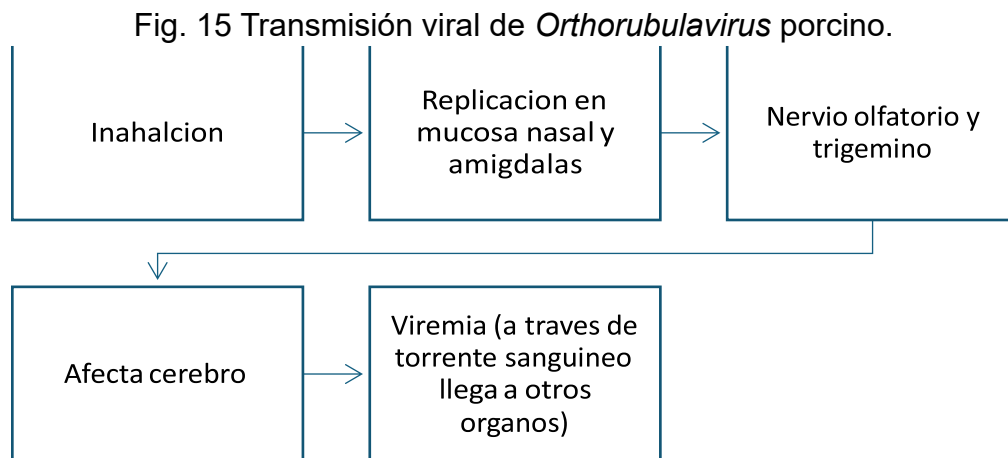 Fig. 15 Transmisión viral de Orthorubulavirus porcino.
Inahalcion
Replicacion en
mucosa nasal y
amigdalas
Nervio olfatorio y
trigemino
Afecta cerebro
Viremia (a traves de
torrente sanguineo
llega a otros
organos)